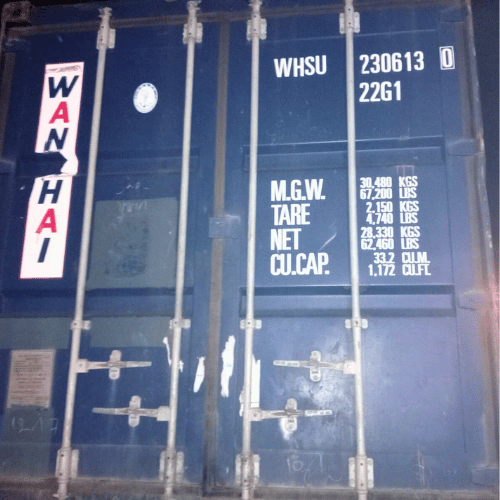 WAN HAI
WHSU 230613 0
22G1
M.G.W. 30,480 KGS
67,200 LBS
TARE 2,150 KGS
4,740 LBS
NET 28,330 KGS
62,460 LBS
CU.CAP. 33.2 CU.M.
1,172 CU.FT.